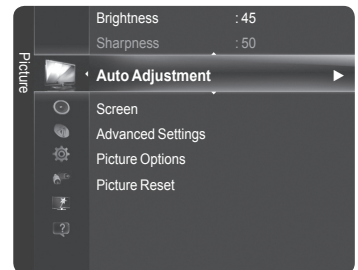 Picture
Brightness : 45
Sharpness : 50
Auto Adjustment
Screen
Advanced Settings
Picture Options
Picture Reset